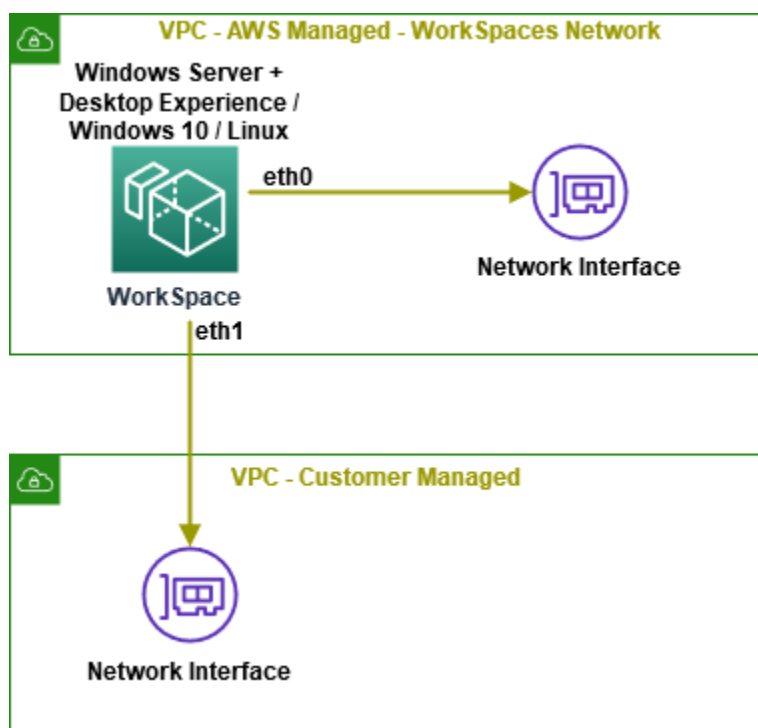 VPC - AWS Managed - WorkSpaces Network
Windows Server +
Desktop Experience /
Windows 10 / Linux
eth0
Network Interface
WorkSpace
eth1
VPC - Customer Managed
Network Interface